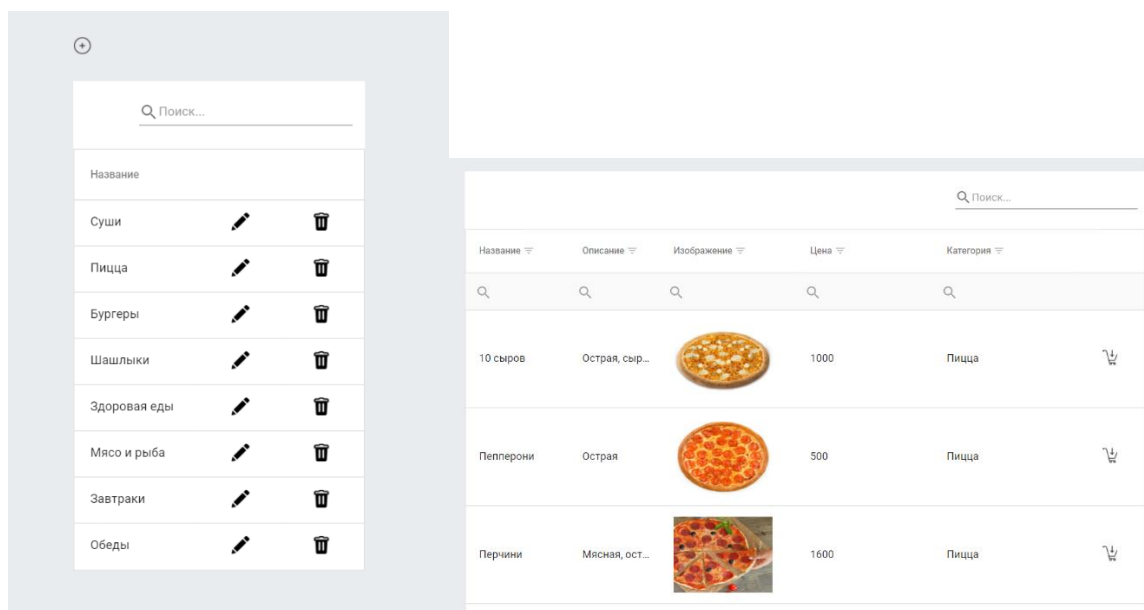 Поиск...
Название
Суши
Пицца
Бургеры
Шашлыки
Здоровая еды
Мясо и рыба
Завтраки
Обеды
Поиск...
Название Описание Изображение Цена Категория
10 сыров Острая, сыр... 1000 Пицца
Пепперони Острая 500 Пицца
Перчини Мясная, ост... 1600 Пицца